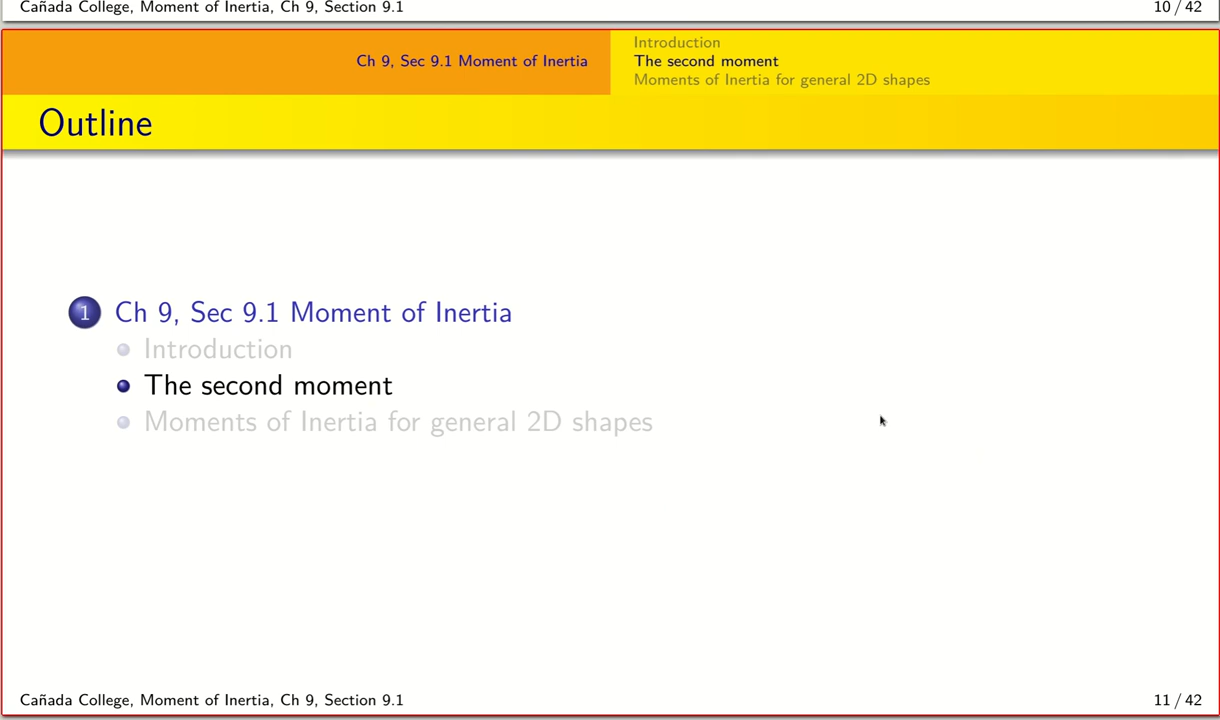 Cañada College, Moment of Inertia, Ch 9, Section 9.1 10 / 42
Ch 9, Sec 9.1 Moment of Inertia
Introduction
The second moment
Moments of Inertia for general 2D shapes
Outline
1 Ch 9, Sec 9.1 Moment of Inertia
Introduction
The second moment
Moments of Inertia for general 2D shapes
Cañada College, Moment of Inertia, Ch 9, Section 9.1 11 / 42